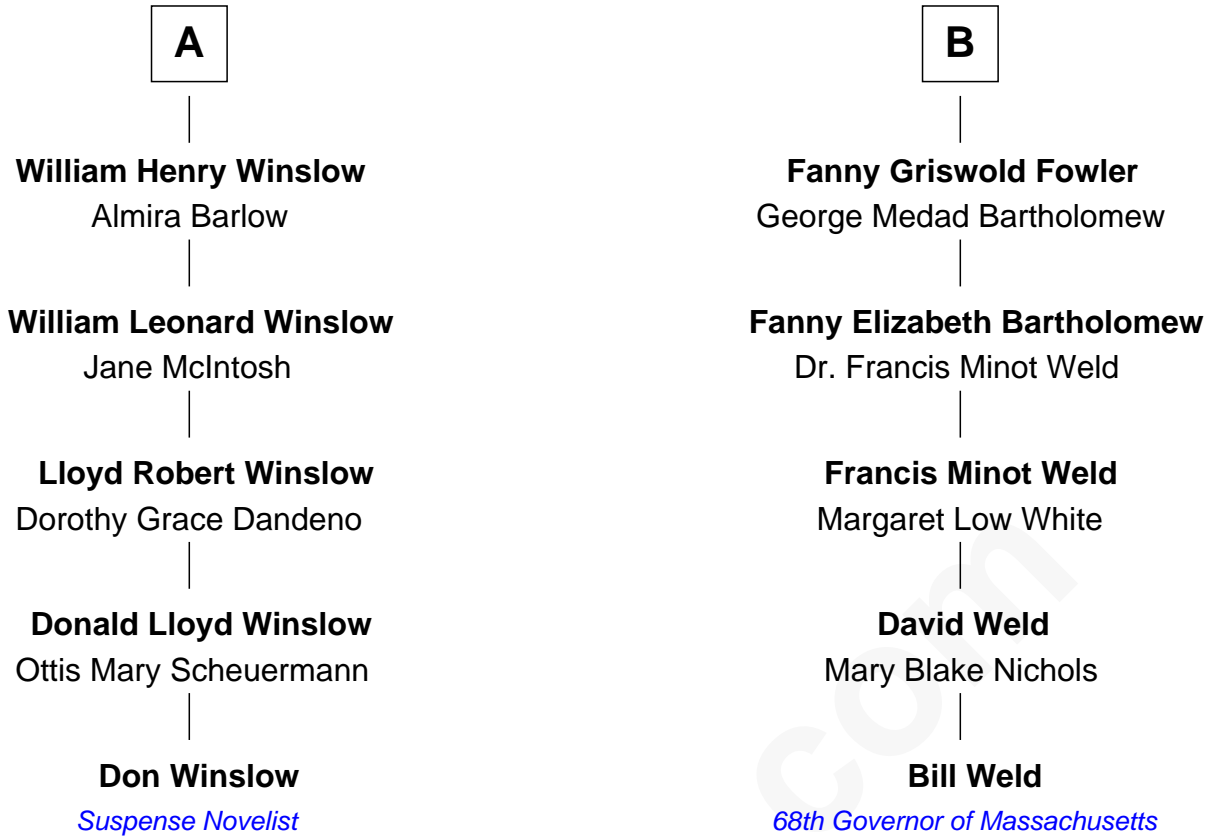 A
William Henry Winslow
Almira Barlow
William Leonard Winslow
Jane McIntosh
Lloyd Robert Winslow
Dorothy Grace Dandeno
Donald Lloyd Winslow
Ottis Mary Scheuermann
Don Winslow
Suspense Novelist
B
Fanny Griswold Fowler
George Medad Bartholomew
Fanny Elizabeth Bartholomew
Dr. Francis Minot Weld
Francis Minot Weld
Margaret Low White
David Weld
Mary Blake Nichols
Bill Weld
68th Governor of Massachusetts
com